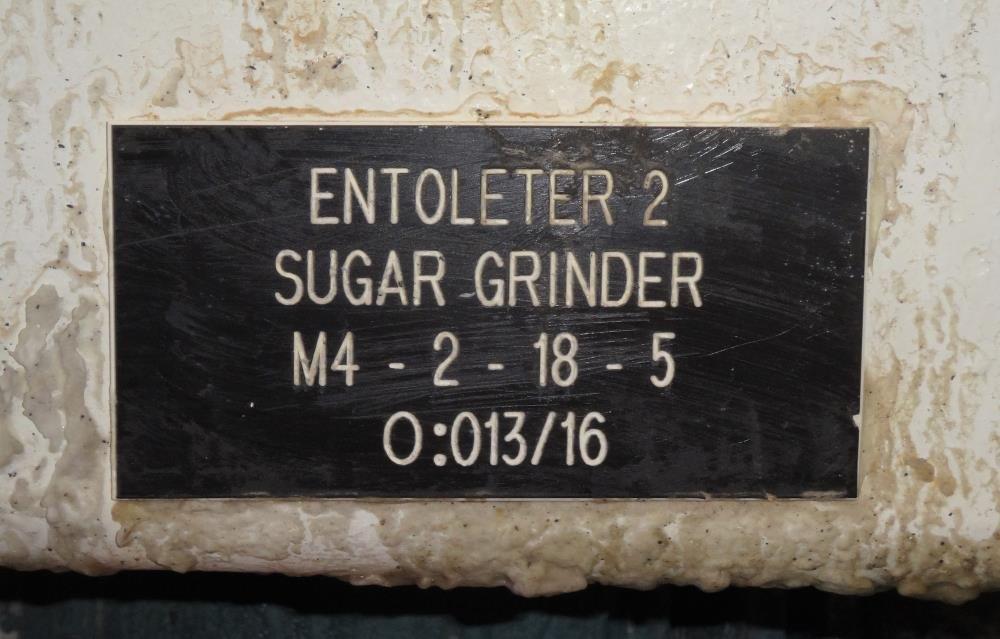 ENTOLETER 2
SUGAR GRINDER
M4 - 2 - 18 - 5
O:013/16